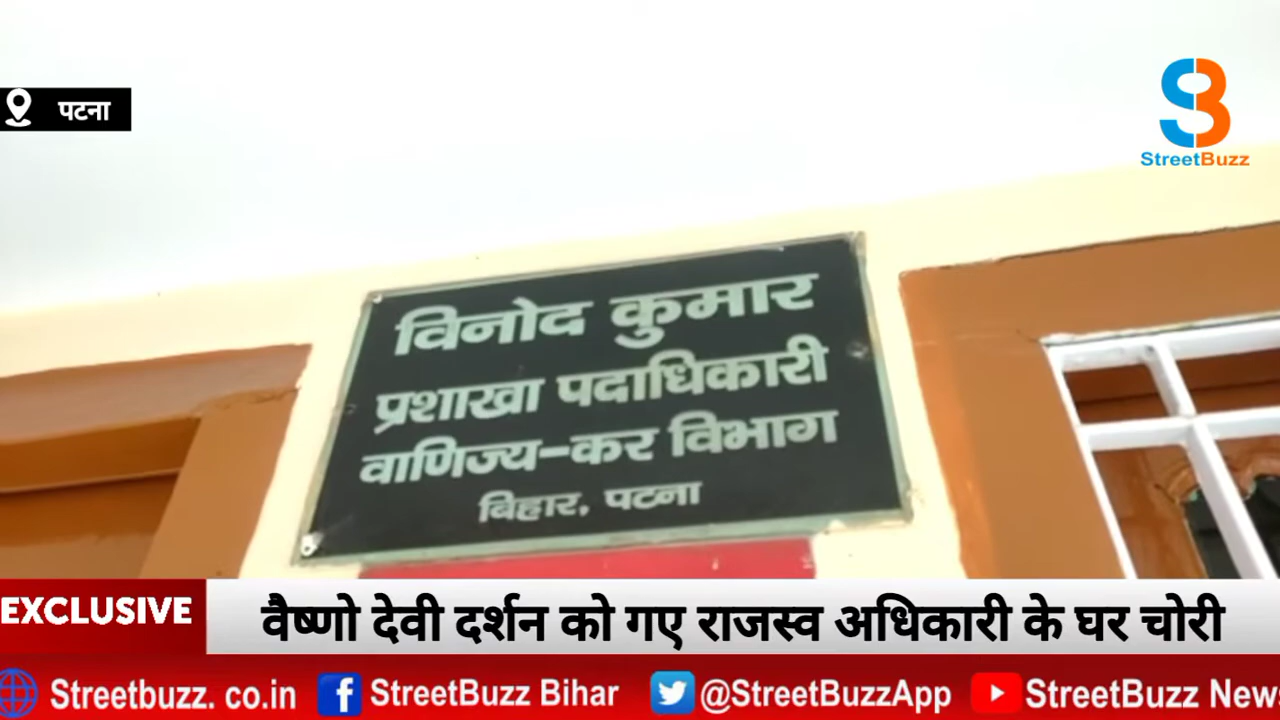 पटना
StreetBuzz
विनोद कुमार
प्रशाखा पदाधिकारी
वाणिज्य-कर विभाग
बिहार, पटना
EXCLUSIVE
वैष्णो देवी दर्शन को गए राजस्व अधिकारी के घर चोरी
Streetbuzz. co.in StreetBuzz Bihar @StreetBuzzApp StreetBuzz News